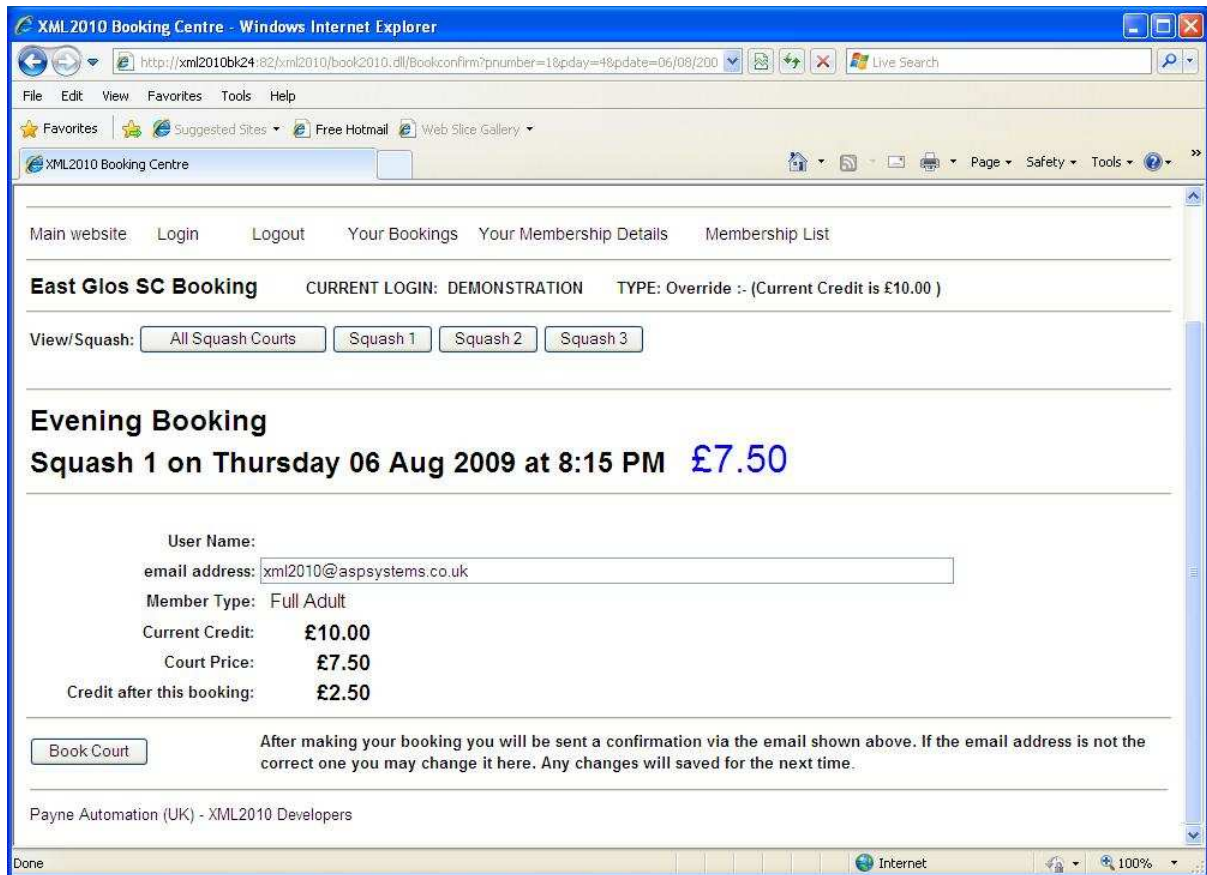 XML2010 Booking Centre - Windows Internet Explorer
http://xml2010bk24:82/xml2010/book2010.dll/Bookconfirm?pnumber=1&pday=4&pdate=06/08/200 Live Search
File Edit View Favorites Tools Help
Favorites Suggested Sites Free Hotmail Web Slice Gallery
XML2010 Booking Centre Page Safety Tools »
Main website Login Logout Your Bookings Your Membership Details Membership List
East Glos SC Booking CURRENT LOGIN: DEMONSTRATION TYPE: Override :- (Current Credit is £10.00 )
View/Squash: All Squash Courts Squash 1 Squash 2 Squash 3
Evening Booking
Squash 1 on Thursday 06 Aug 2009 at 8:15 PM £7.50
User Name:
email address: xml2010@aspsystems.co.uk
Member Type: Full Adult
Current Credit: £10.00
Court Price: £7.50
Credit after this booking: £2.50
Book Court After making your booking you will be sent a confirmation via the email shown above. If the email address is not the
correct one you may change it here. Any changes will saved for the next time.
Payne Automation (UK) - XML2010 Developers
Done Internet 100%